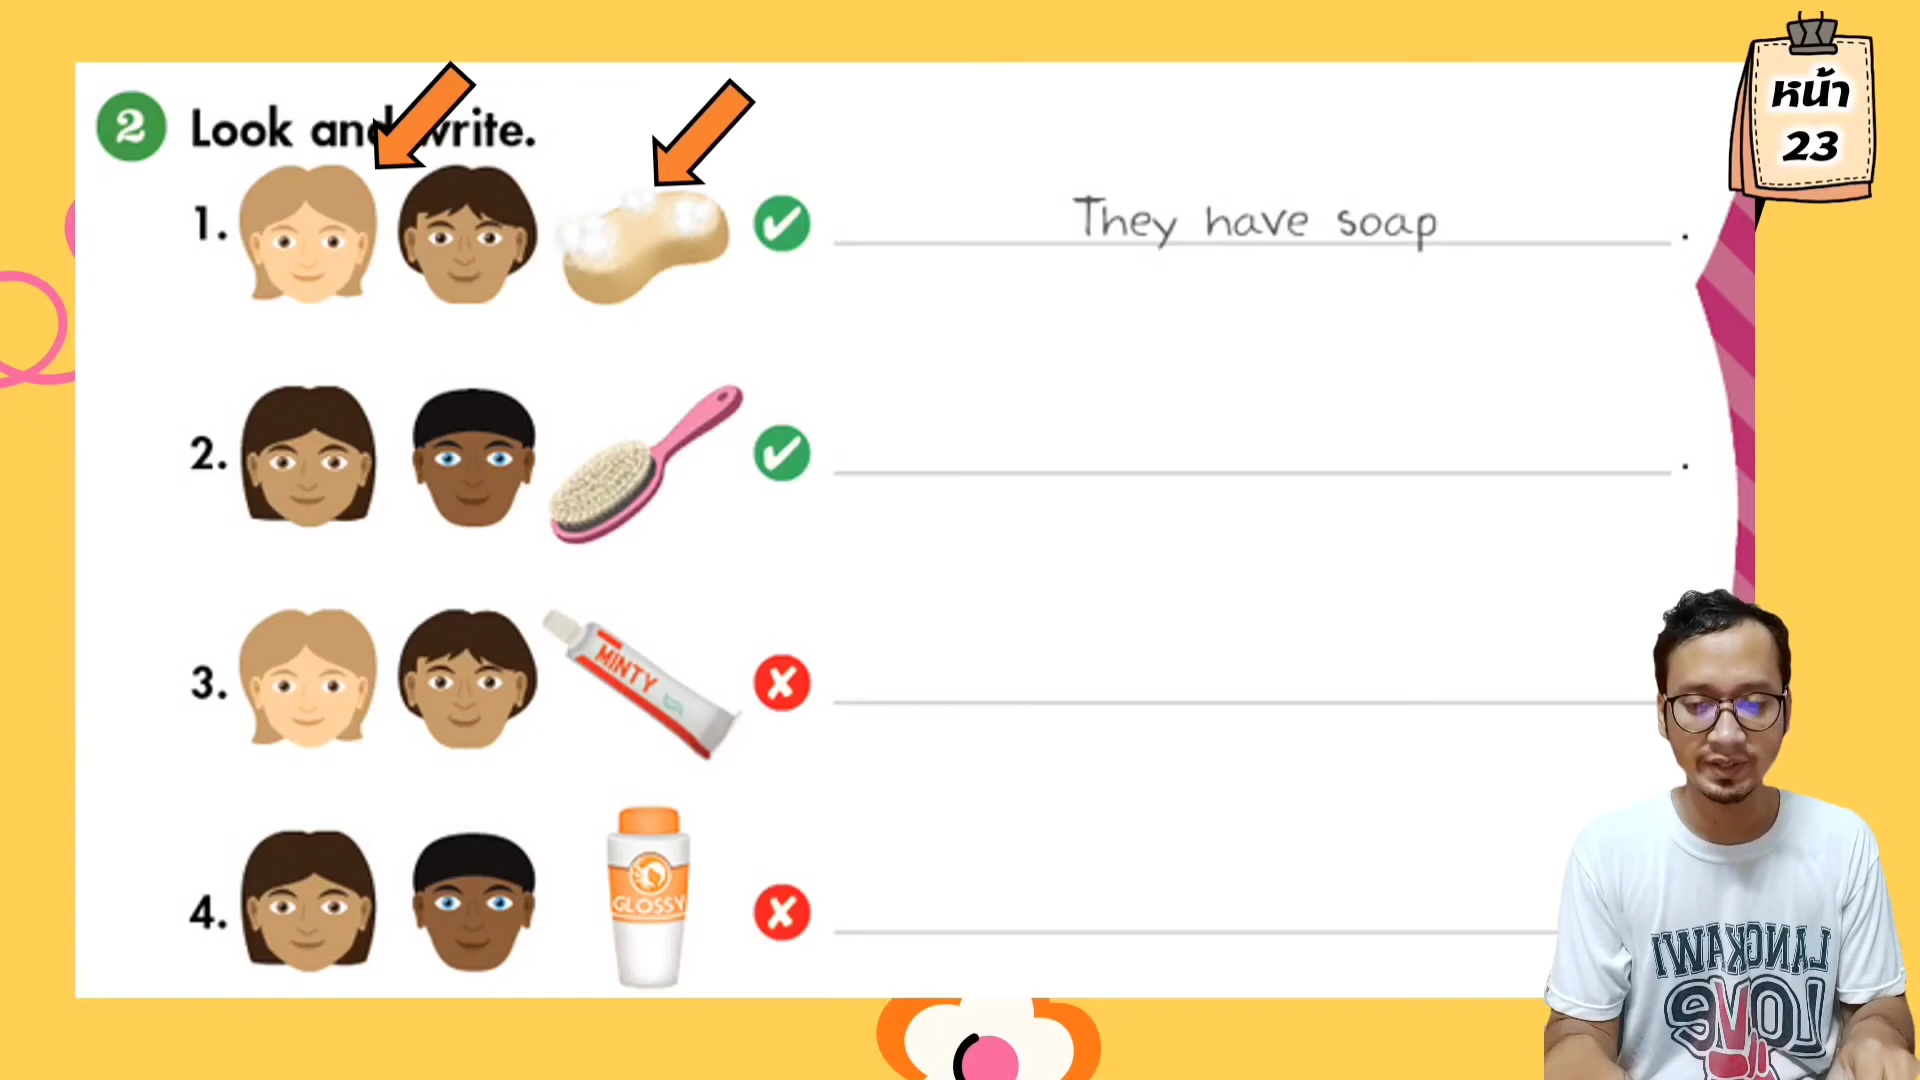 หน้า
23
2 Look and write.
1. They have soap .
2. .
3. MINTY
4. GLOSSY
LANGKAWI
LOVE